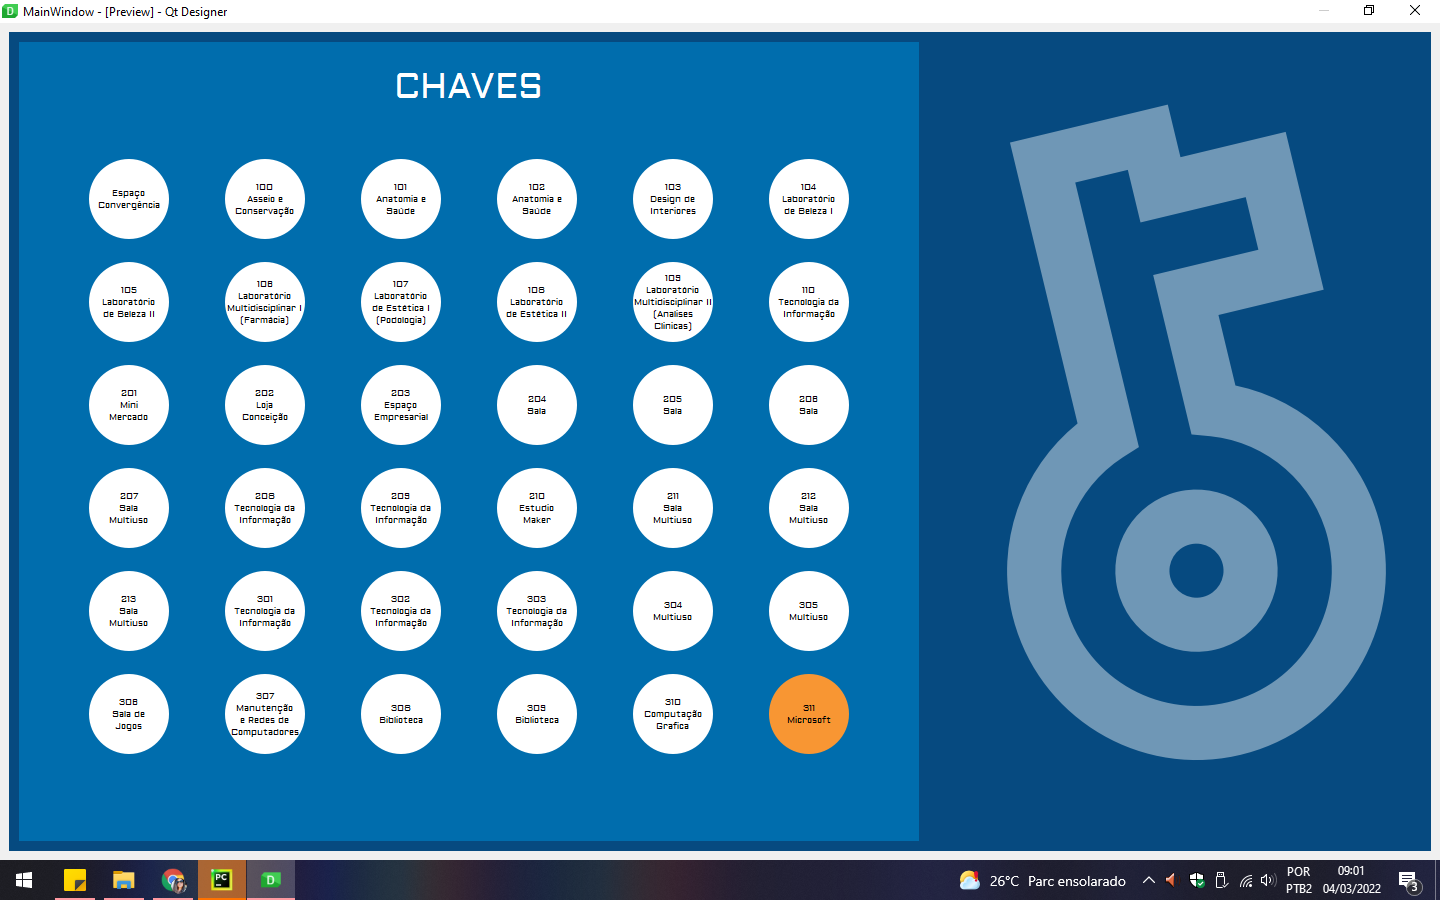 MainWindow - [Preview] - Qt Designer
CHAVES
Espaço
Convergência
100
Asseio e
Conservação
101
Anatomia e
Saúde
102
Anatomia e
Saúde
103
Design de
Interiores
104
Laboratório
de Beleza I
105
Laboratório
de Beleza II
106
Laboratório
Multidisciplinar I
(Farmácia)
107
Laboratório
de Estética I
(Podologia)
108
Laboratório
de Estética II
109
Laboratório
Multidisciplinar II
(Analises
Clinicas)
110
Tecnologia da
Informação
201
Mini
Mercado
202
Loja
Conceição
203
Espaço
Empresarial
204
Sala
205
Sala
206
Sala
207
Sala
Multiuso
208
Tecnologia da
Informação
209
Tecnologia da
Informação
210
Estudio
Maker
211
Sala
Multiuso
212
Sala
Multiuso
213
Sala
Multiuso
301
Tecnologia da
Informação
302
Tecnologia da
Informação
303
Tecnologia da
Informação
304
Multiuso
305
Multiuso
306
Sala de
Jogos
307
Manutenção
e Redes de
Computadores
308
Biblioteca
309
Biblioteca
310
Computação
Grafica
311
Microsoft
PC
26°C Parc ensolarado
POR
PTB2
09:01
04/03/2022
3